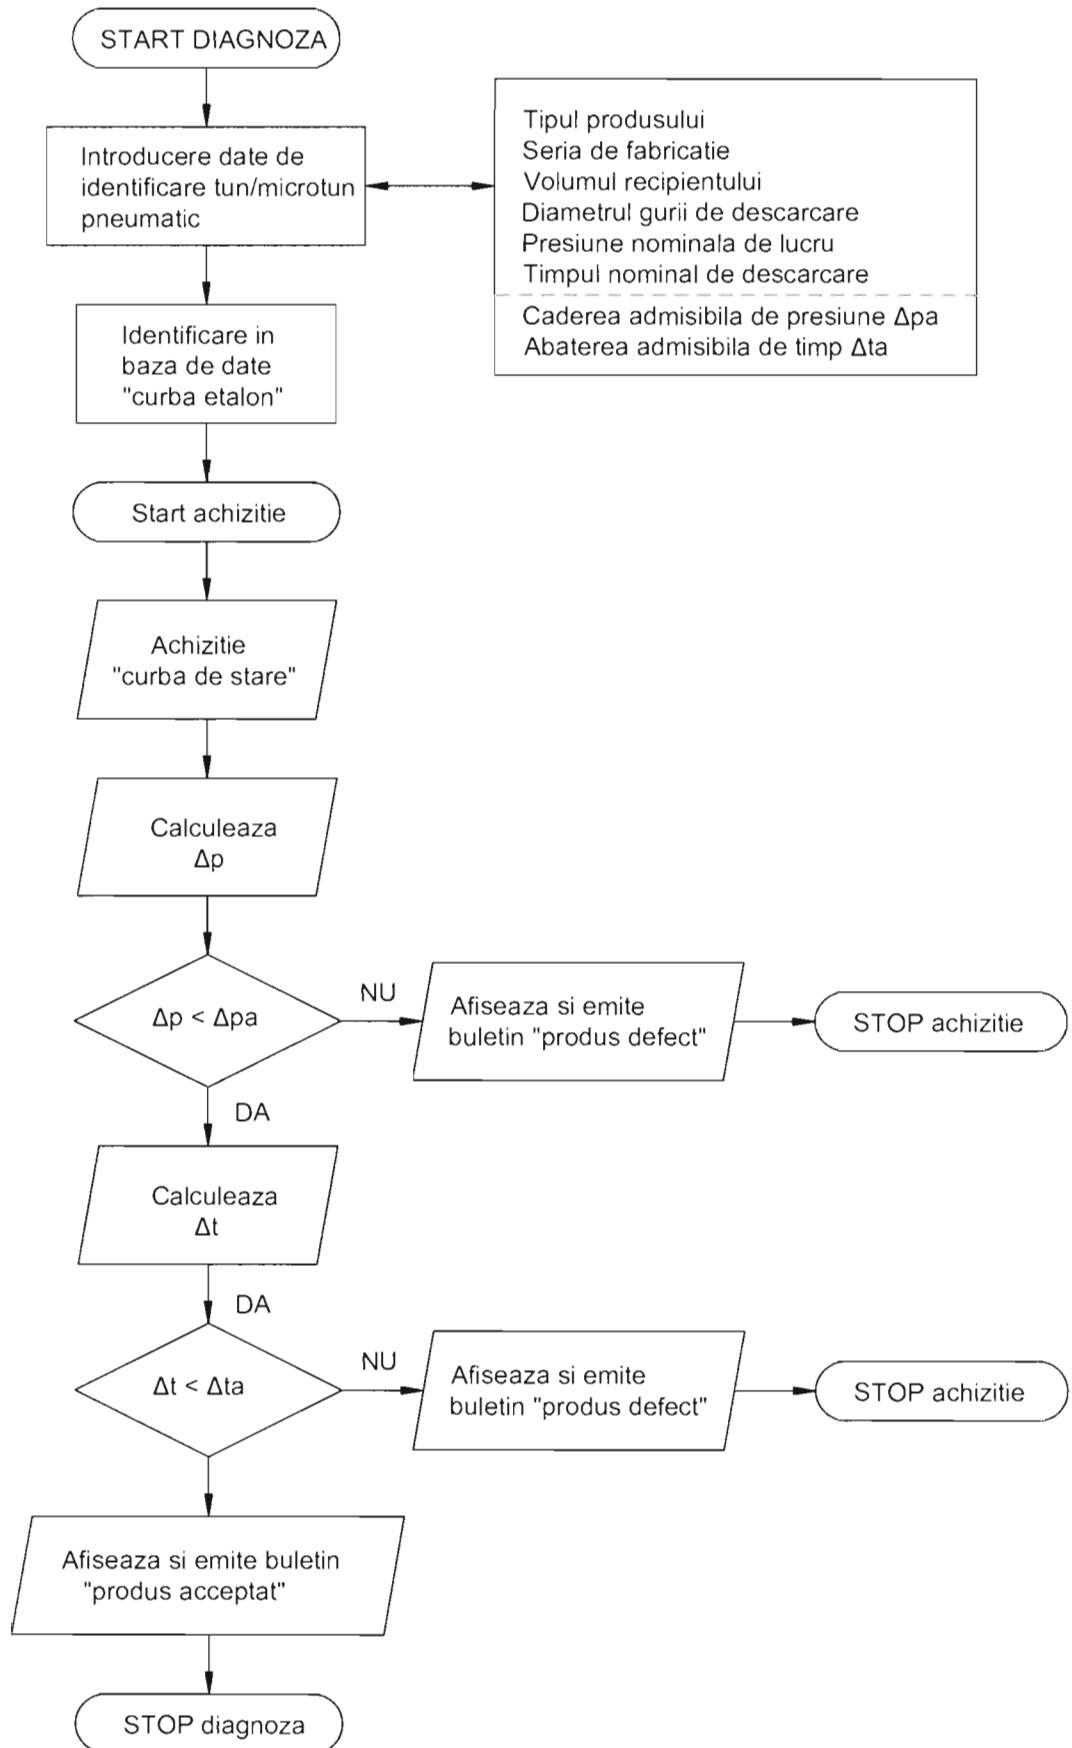 START DIAGNOZA
Introducere date de
identificare tun/microtun
pneumatic
Tipul produsului
Seria de fabricatie
Volumul recipientului
Diametrul gurii de descarcare
Presiune nominala de lucru
Timpul nominal de descarcare
Caderea admisibila de presiune Δpa
Abaterea admisibila de timp Δta
Identificare in
baza de date
"curba etalon"
Start achizitie
Achizitie
"curba de stare"
Calculeaza
Δp
Δp < Δpa
NU
Afiseaza si emite
buletin "produs defect"
STOP achizitie
DA
Calculeaza
Δt
DA
Δt < Δta
NU
Afiseaza si emite
buletin "produs defect"
STOP achizitie
Afiseaza si emite buletin
"produs acceptat"
STOP diagnoza